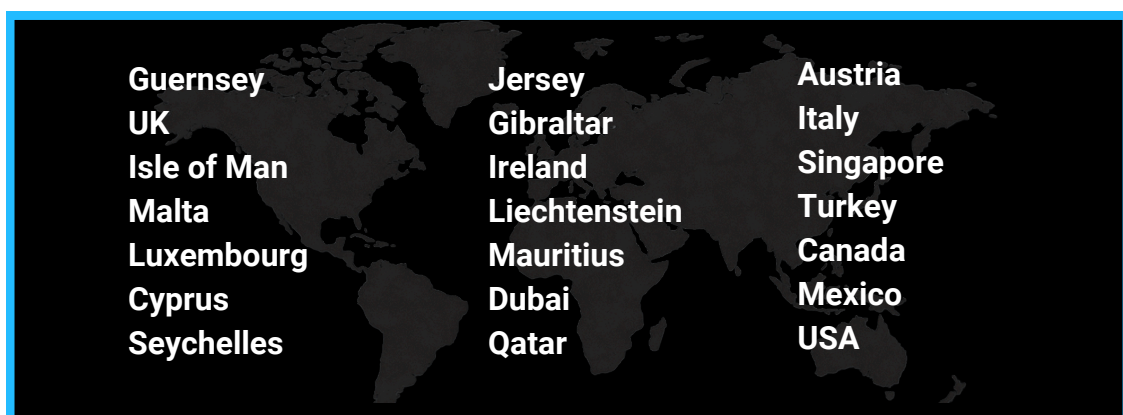 Guernsey
UK
Isle of Man
Malta
Luxembourg
Cyprus
Seychelles
Jersey
Gibraltar
Ireland
Liechtenstein
Mauritius
Dubai
Qatar
Austria
Italy
Singapore
Turkey
Canada
Mexico
USA